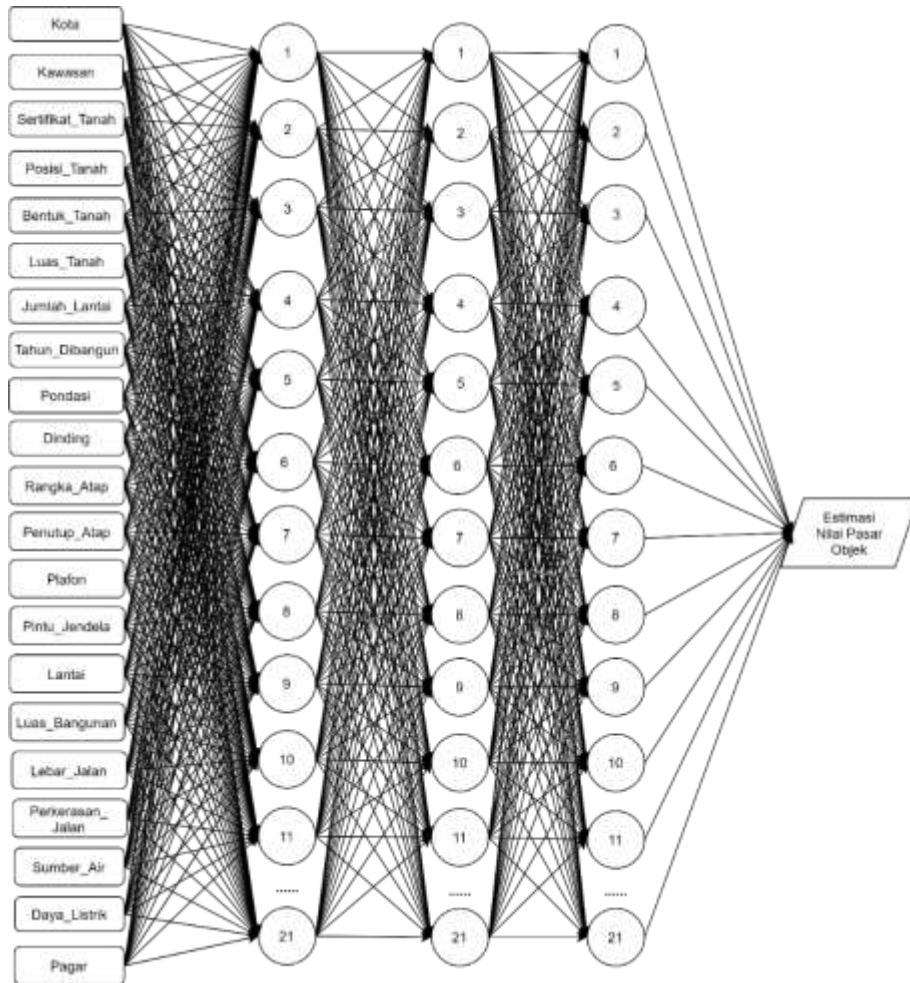 Kota
Kawasan
Sertifikat_Tanah
Posisi_Tanah
Bentuk_Tanah
Luas_Tanah
Jumlah_Lantai
Tahun_Dibangun
Pondasi
Dinding
Rangka_Atap
Penutup_Atap
Plafon
Pintu_Jendela
Lantai
Luas_Bangunan
Lebar_Jalan
Perkerasan_
Jalan
Sumber_Air
Daya_Listrik
Pagar
1
2
3
4
5
6
7
8
9
10
11
......
21
1
2
3
4
5
6
7
8
9
10
11
......
21
1
2
3
4
5
6
7
8
9
10
11
......
21
Estimasi
Nilai Pasar
Objek